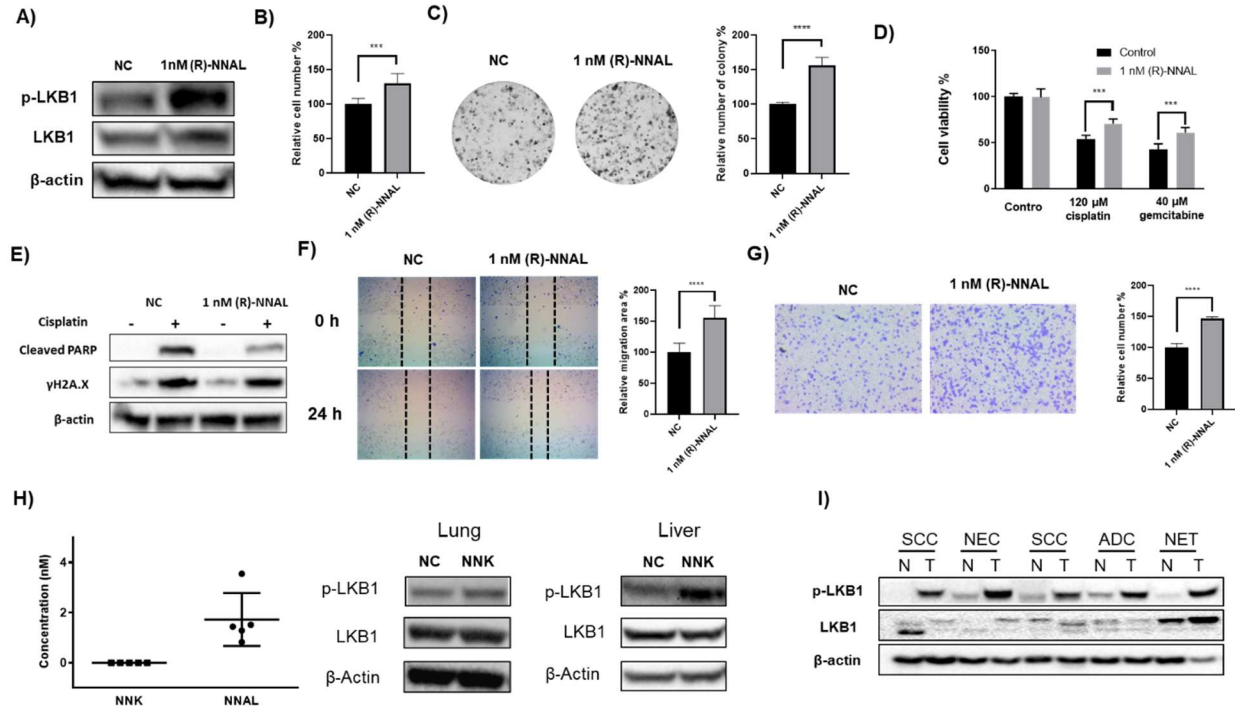 A)
NC 1nM (R)-NNAL
p-LKB1
LKB1
β-actin
B)
Relative cell number %
200
150
100
50
0
***
NC
1 nM (R)-NNAL
C)
NC 1 nM (R)-NNAL
Relative number of colony %
200
150
100
50
0
****
NC
1 nM (R)-NNAL
D)
Control
1 nM (R)-NNAL
Cell viability %
150
100
50
0
***
***
Contro
120 µM
cisplatin
40 µM
gemcitabine
E)
NC 1 nM (R)-NNAL
Cisplatin - + - +
Cleaved PARP
γH2A.X
β-actin
F)
NC 1 nM (R)-NNAL
0 h
24 h
Relative migration area %
200
150
100
50
0
****
NC
1 nM (R)-NNAL
G)
NC 1 nM (R)-NNAL
Relative cell number %
200
150
100
50
0
****
NC
1 nM (R)-NNAL
H)
Concentration (nM)
4
2
0
NNK NNAL
Lung
NC NNK
p-LKB1
LKB1
β-Actin
Liver
NC NNK
p-LKB1
LKB1
β-Actin
I)
SCC NEC SCC ADC NET
N T N T N T N T N T
p-LKB1
LKB1
β-actin